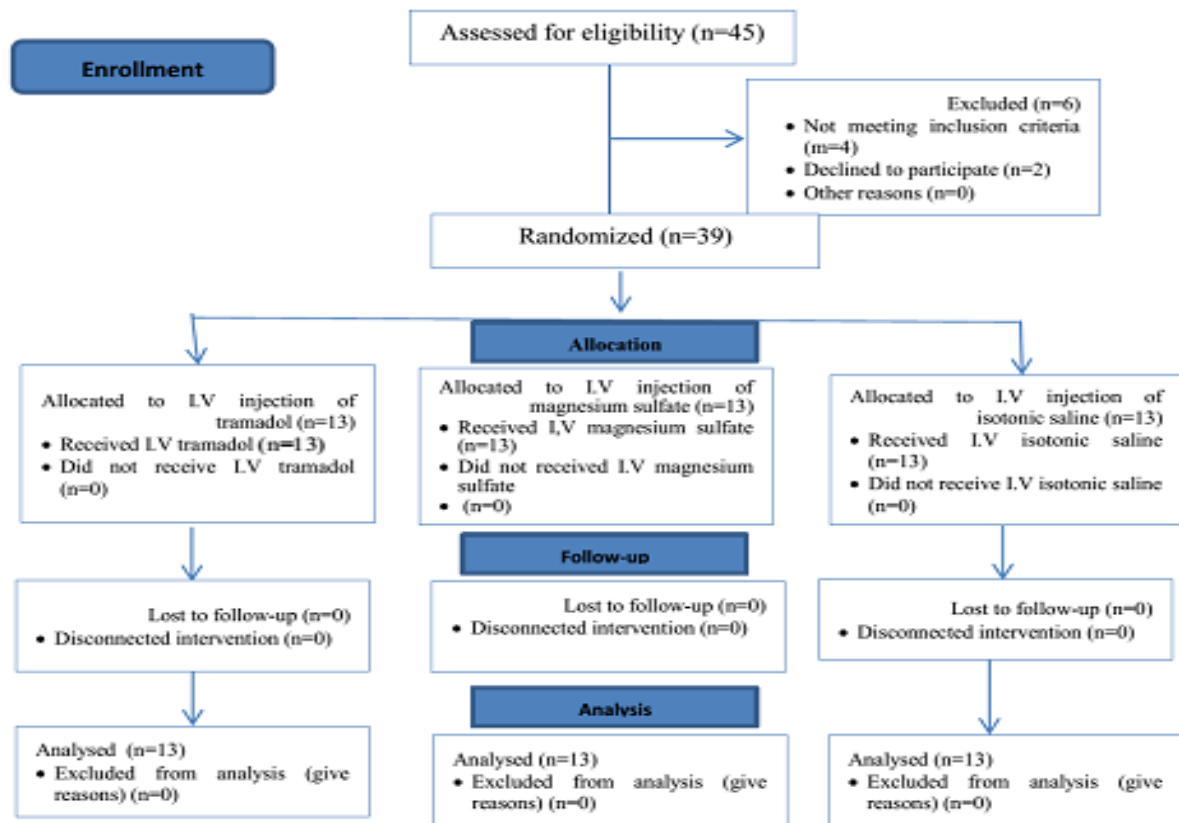 Assessed for eligibility (n=45)
Enrollment
Excluded (n=6)
• Not meeting inclusion criteria
(m=4)
• Declined to participate (n=2)
• Other reasons (n=0)
Randomized (n=39)
Allocation
Allocated to I.V injection of
tramadol (n=13)
• Received I.V tramadol (n=13)
• Did not receive I.V tramadol
(n=0)
Allocated to I.V injection of
magnesium sulfate (n=13)
• Received I,V magnesium sulfate
(n=13)
• Did not received I.V magnesium
sulfate
• (n=0)
Allocated to I.V injection of
isotonic saline (n=13)
• Received I.V isotonic saline
(n=13)
• Did not receive I.V isotonic saline
(n=0)
Follow-up
Lost to follow-up (n=0)
• Disconnected intervention (n=0)
Lost to follow-up (n=0)
• Disconnected intervention (n=0)
Lost to follow-up (n=0)
• Disconnected intervention (n=0)
Analysis
Analysed (n=13)
• Excluded from analysis (give
reasons) (n=0)
Analysed (n=13)
• Excluded from analysis (give
reasons) (n=0)
Analysed (n=13)
• Excluded from analysis (give
reasons) (n=0)